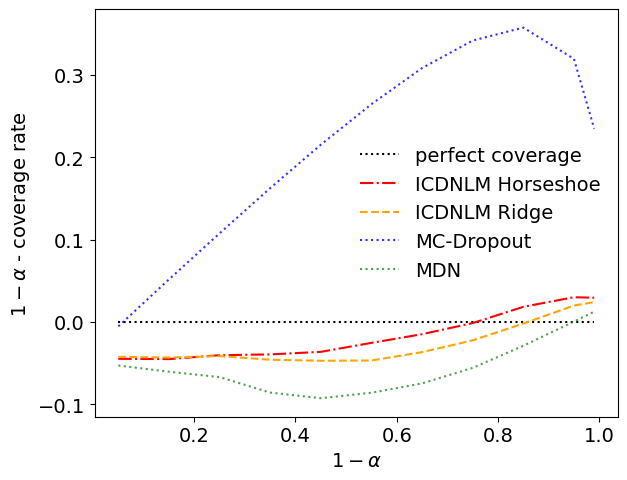 0.3
0.2
0.1
0.0
−0.1
1 − α - coverage rate
perfect coverage
ICDNLM Horseshoe
ICDNLM Ridge
MC-Dropout
MDN
0.2 0.4 0.6 0.8 1.0
1 − α